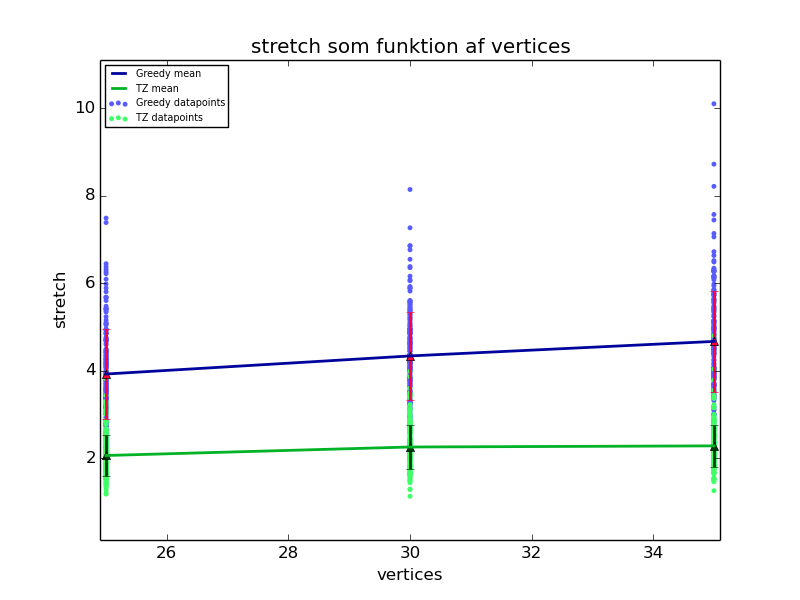 stretch som funktion af vertices
Greedy mean
TZ mean
Greedy datapoints
TZ datapoints
10
8
6
4
2
stretch
26 28 30 32 34
vertices